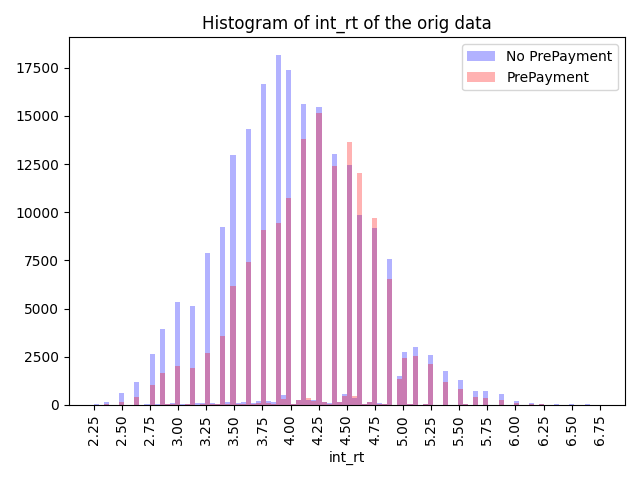 Histogram of int_rt of the orig data
No PrePayment
PrePayment
17500
15000
12500
10000
7500
5000
2500
0
2.25 2.50 2.75 3.00 3.25 3.50 3.75 4.00 4.25 4.50 4.75 5.00 5.25 5.50 5.75 6.00 6.25 6.50 6.75
int_rt